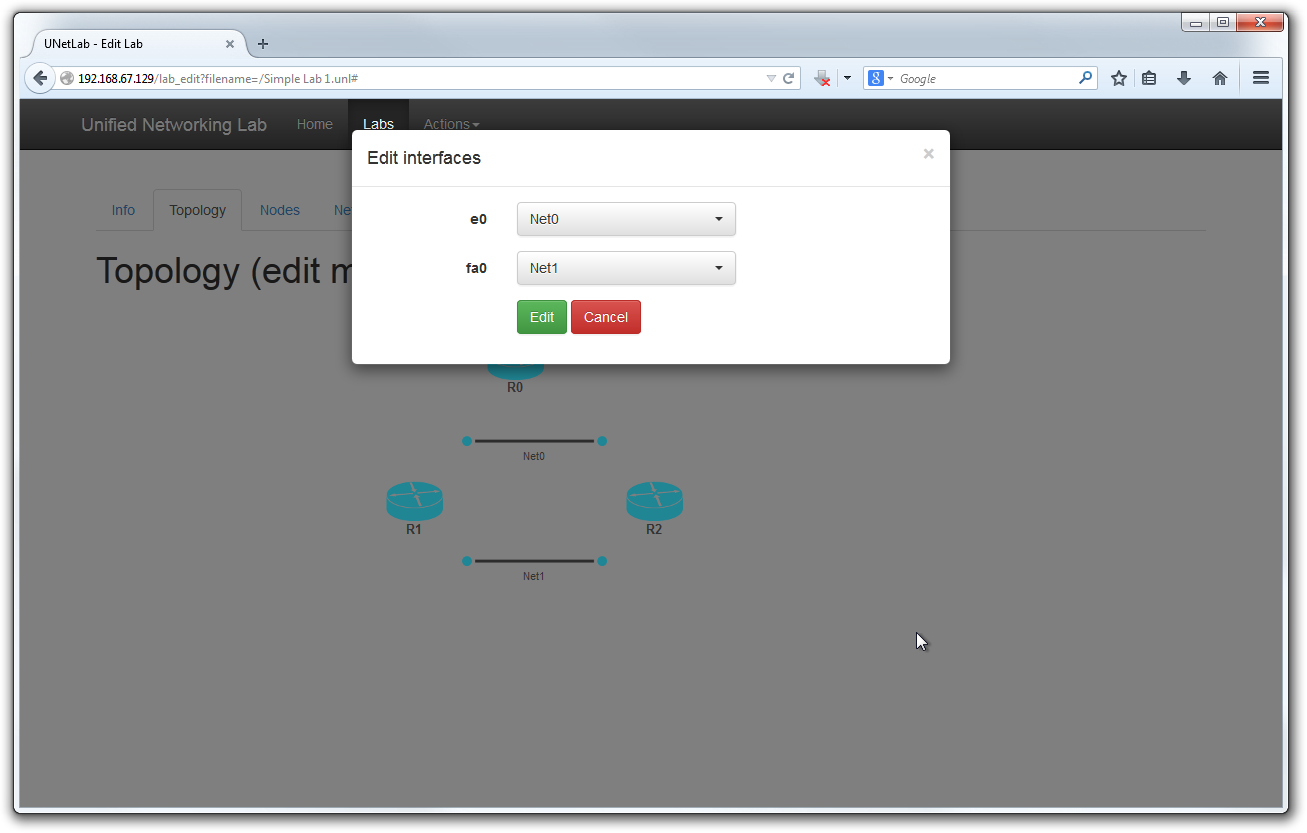 UNetLab - Edit Lab
192.168.67.129/lab_edit?filename=/Simple Lab 1.unl#
8
Google
Unified Networking Lab Home Labs Actions
Edit interfaces
×
Info Topology Nodes Ne
e0 Net0
Topology (edit m
fa0 Net1
Edit Cancel
R0
Net0
R1 R2
Net1